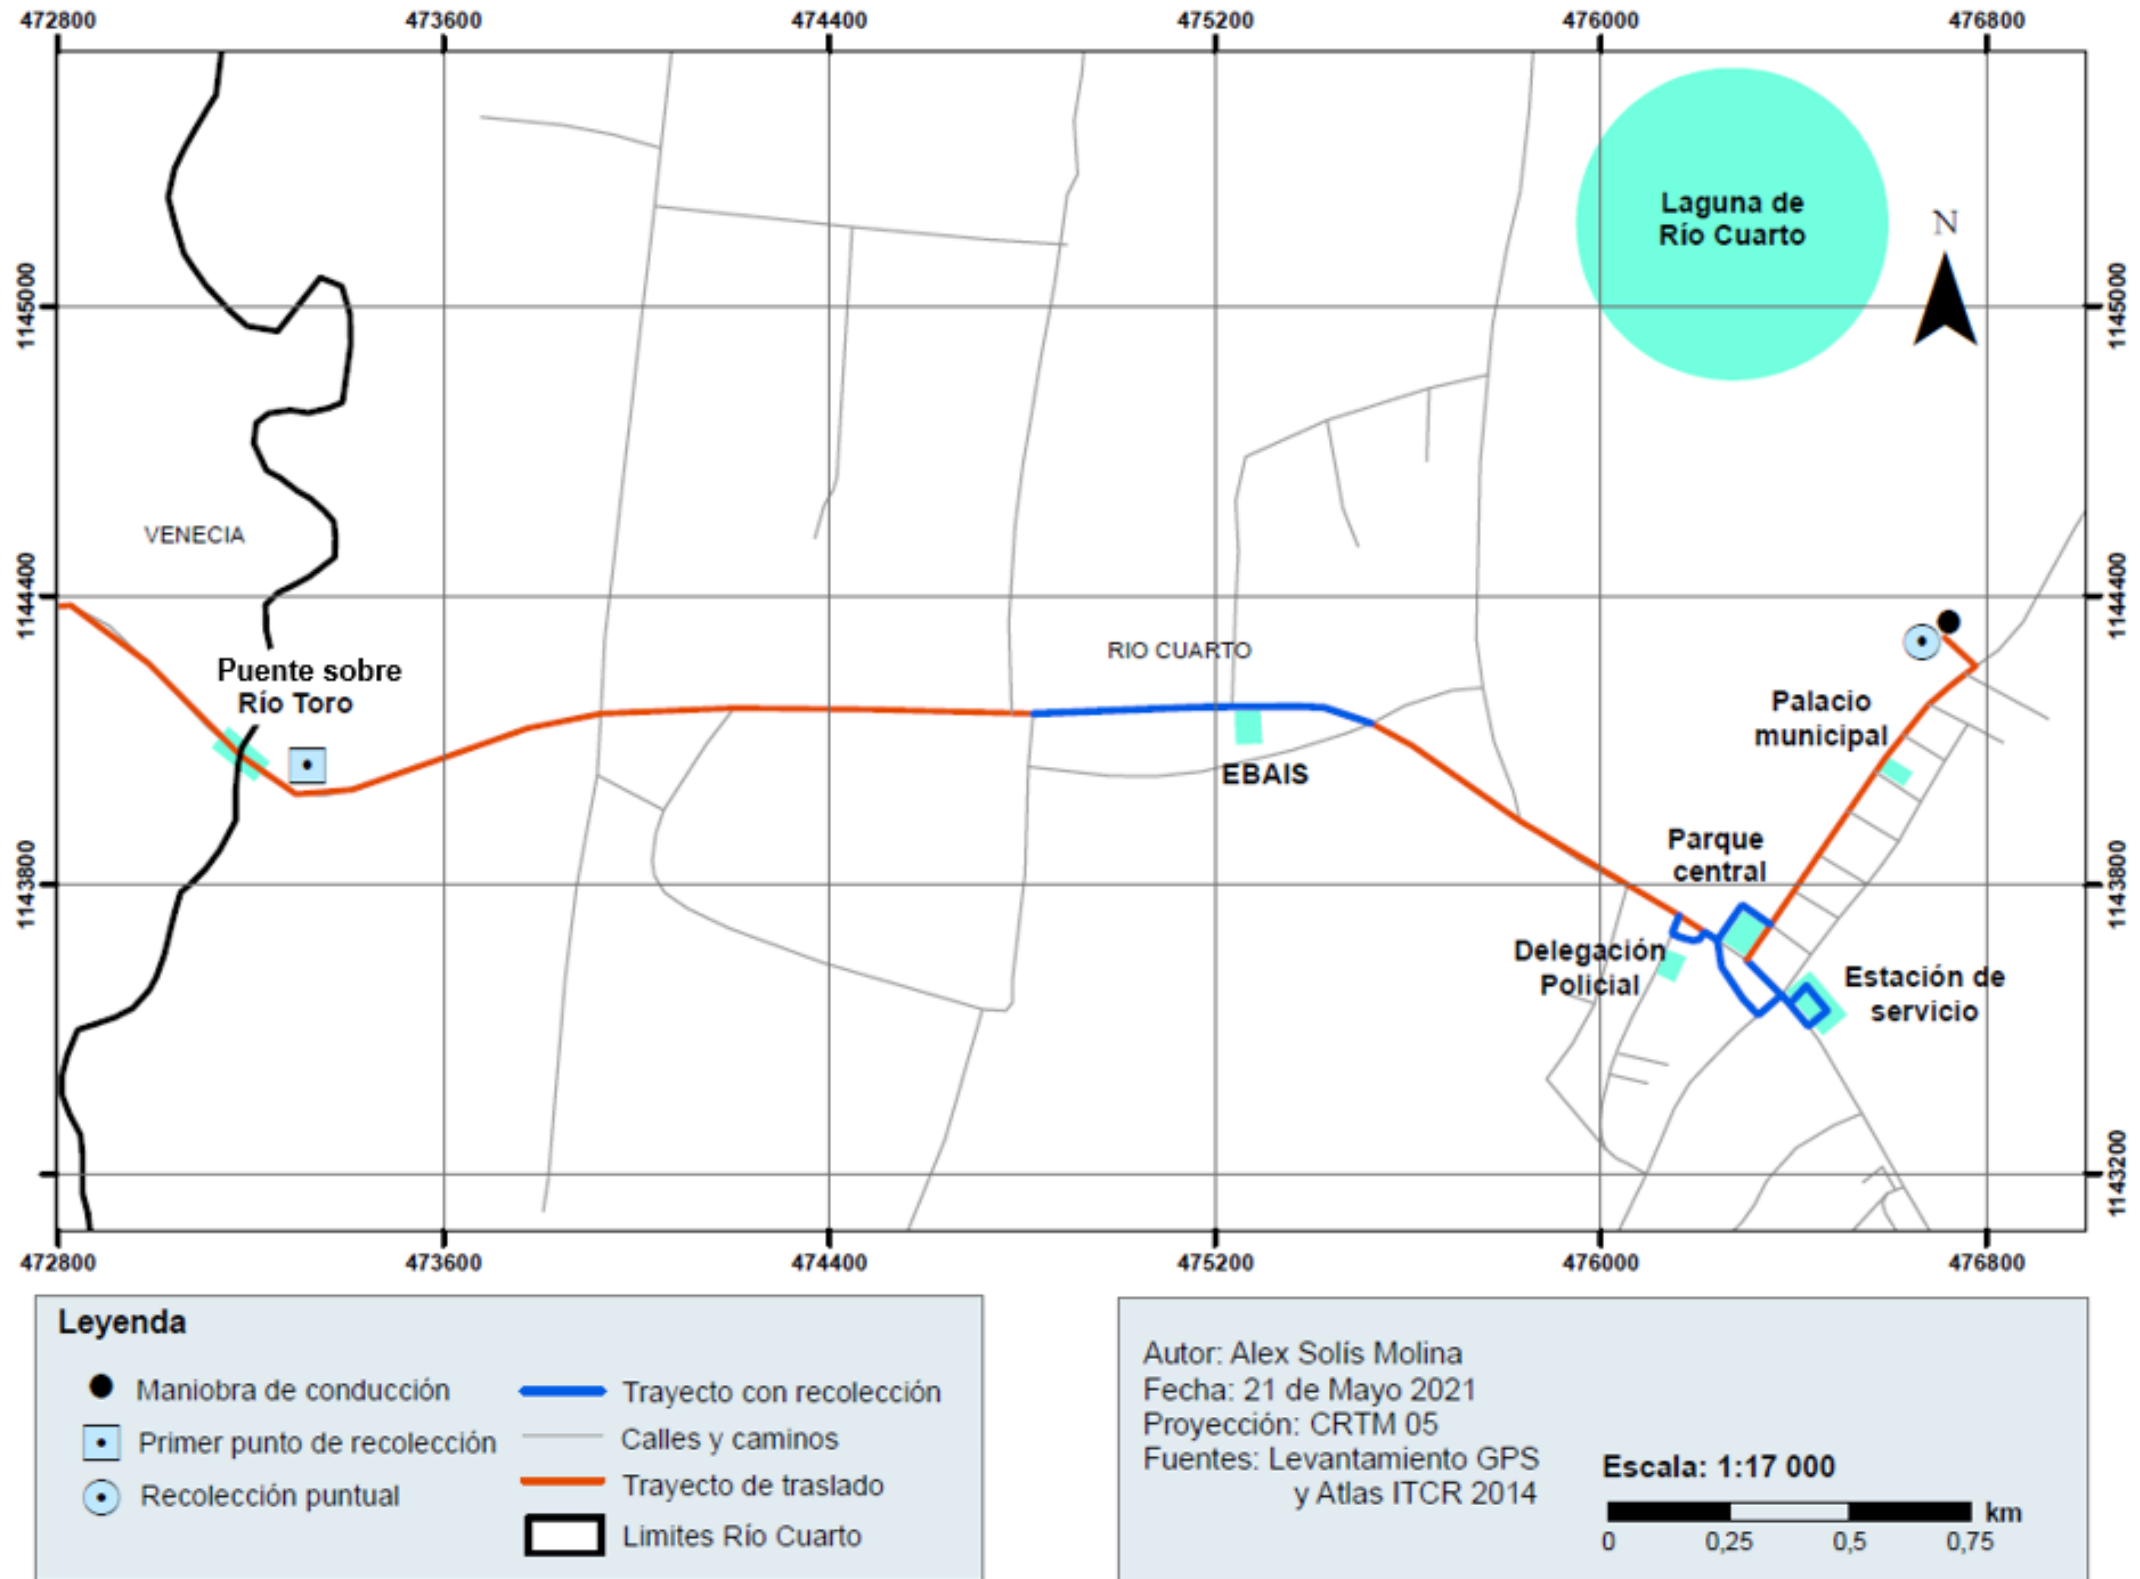 472800 473600 474400 475200 476000 476800
Laguna de
Río Cuarto
N
1145000
1145000
VENECIA
1144400
1144400
RIO CUARTO
Puente sobre
Río Toro
Palacio
municipal
EBAIS
Parque
central
1143800
1143800
Delegación
Policial
Estación de
servicio
1143200
472800 473600 474400 475200 476000 476800
Leyenda
Maniobra de conducción
Primer punto de recolección
Recolección puntual
Trayecto con recolección
Calles y caminos
Trayecto de traslado
Limites Río Cuarto
Autor: Alex Solís Molina
Fecha: 21 de Mayo 2021
Proyección: CRTM 05
Fuentes: Levantamiento GPS
y Atlas ITCR 2014
Escala: 1:17 000
km
0 0,25 0,5 0,75